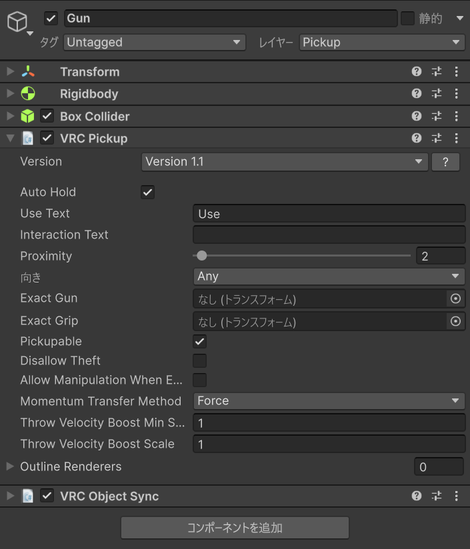 Gun
静的
タグ Untagged レイヤー Pickup
Transform
Rigidbody
Box Collider
VRC Pickup
Version Version 1.1 ?
Auto Hold
Use Text Use
Interaction Text
Proximity 2
向き Any
Exact Gun なし (トランスフォーム)
Exact Grip なし (トランスフォーム)
Pickupable
Disallow Theft
Allow Manipulation When E...
Momentum Transfer Method Force
Throw Velocity Boost Min S... 1
Throw Velocity Boost Scale 1
Outline Renderers 0
VRC Object Sync
コンポーネントを追加